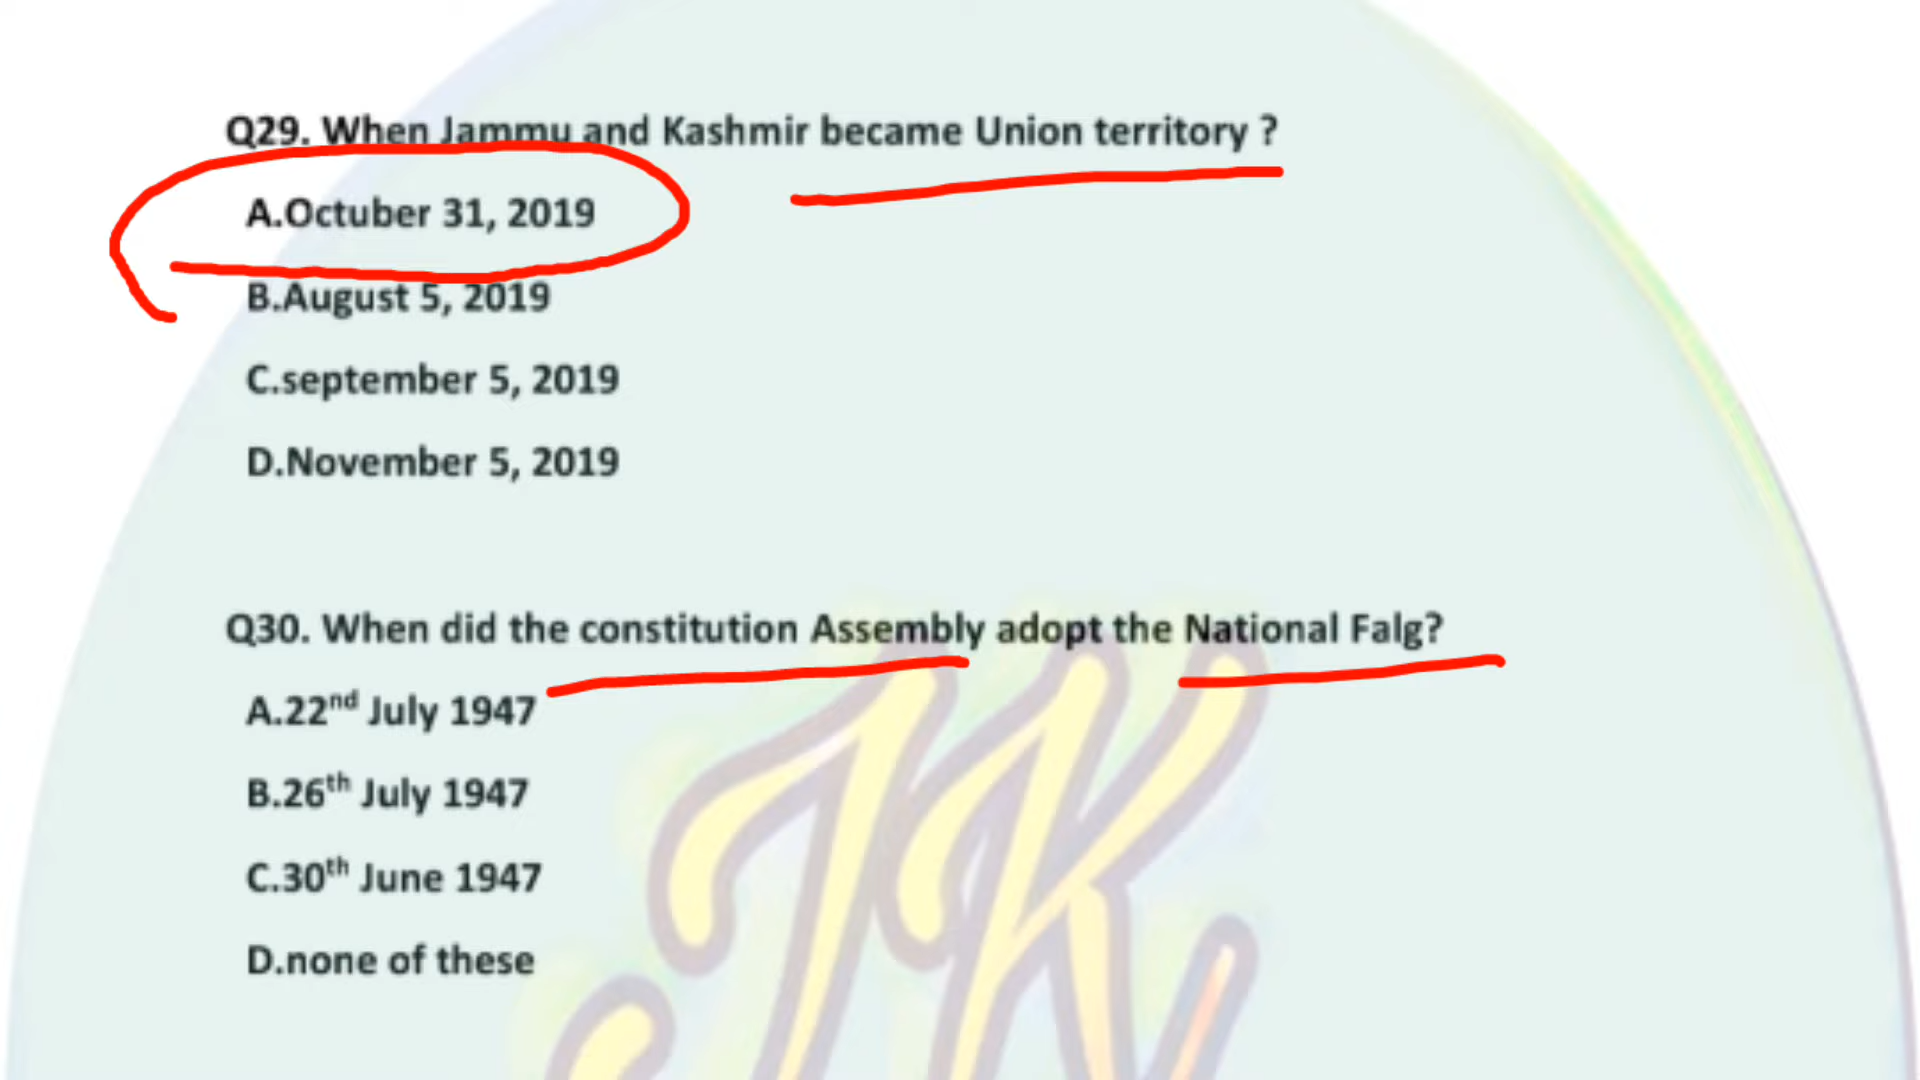 Q29. When Jammu and Kashmir became Union territory ?
A.Octuber 31, 2019
B.August 5, 2019
C.september 5, 2019
D.November 5, 2019
Q30. When did the constitution Assembly adopt the National Falg?
A.22nd July 1947
B.26th July 1947
C.30th June 1947
D.none of these
JK